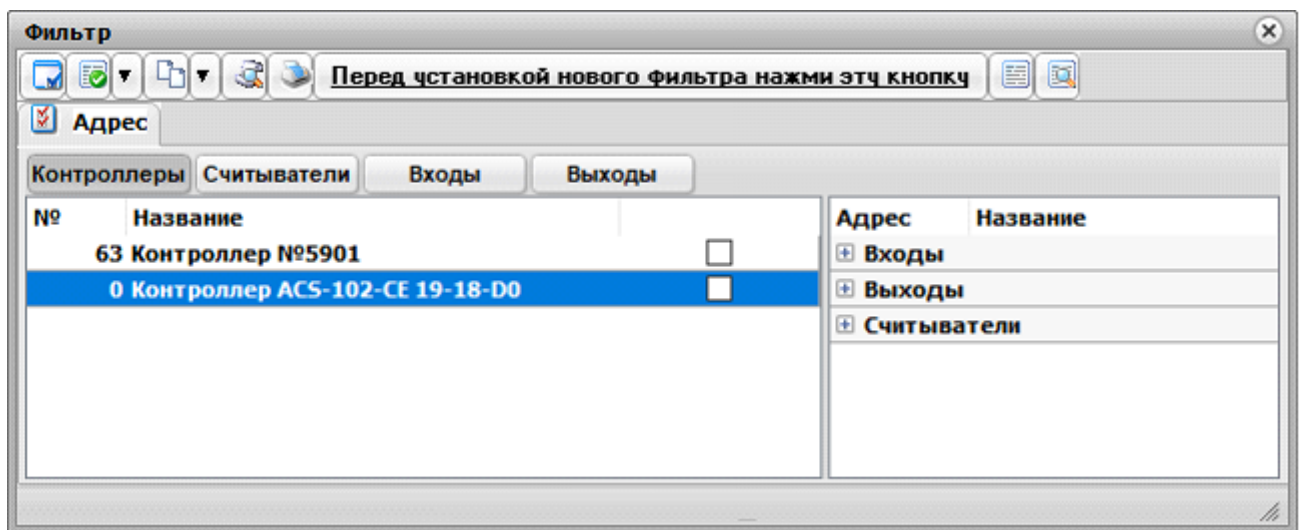 Фильтр
Перед установкой нового фильтра нажми эту кнопку
Адрес
Контроллеры Считыватели Входы Выходы
№ Название Адрес Название
63 Контроллер №5901
0 Контроллер ACS-102-CE 19-18-D0
Входы
Выходы
Считыватели